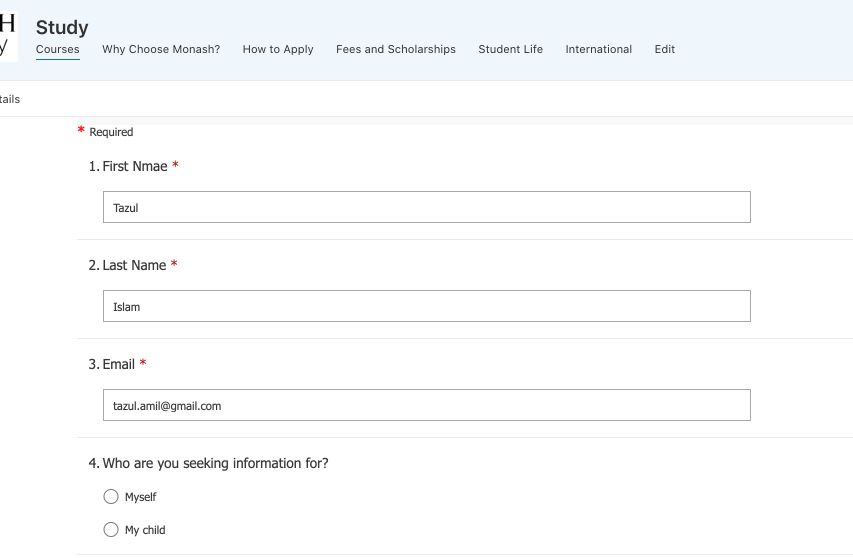 H
Study
y
Courses Why Choose Monash? How to Apply Fees and Scholarships Student Life International Edit
tails
* Required
1. First Nmae *
Tazul
2. Last Name *
Islam
3. Email *
tazul.amil@gmail.com
4. Who are you seeking information for?
Myself
My child